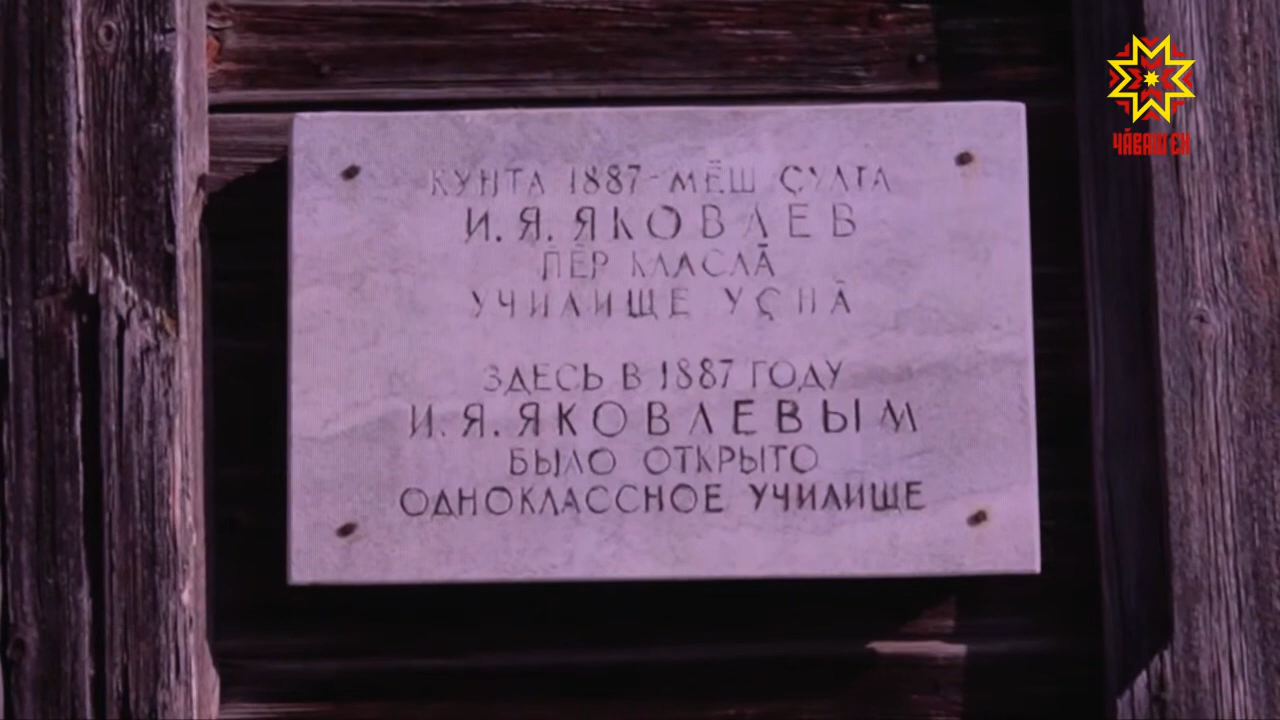 ЧӐВАШ ЕН
КУНТА 1887-МӖШ ҪУЛТА
И. Я. ЯКОВЛЕВ
ПӖР КЛАСЛӐ
УЧИЛИЩЕ УҪНӐ
ЗДЕСЬ В 1887 ГОДУ
И. Я. ЯКОВЛЕВЫМ
БЫЛО ОТКРЫТО
ОДНОКЛАССНОЕ УЧИЛИЩЕ